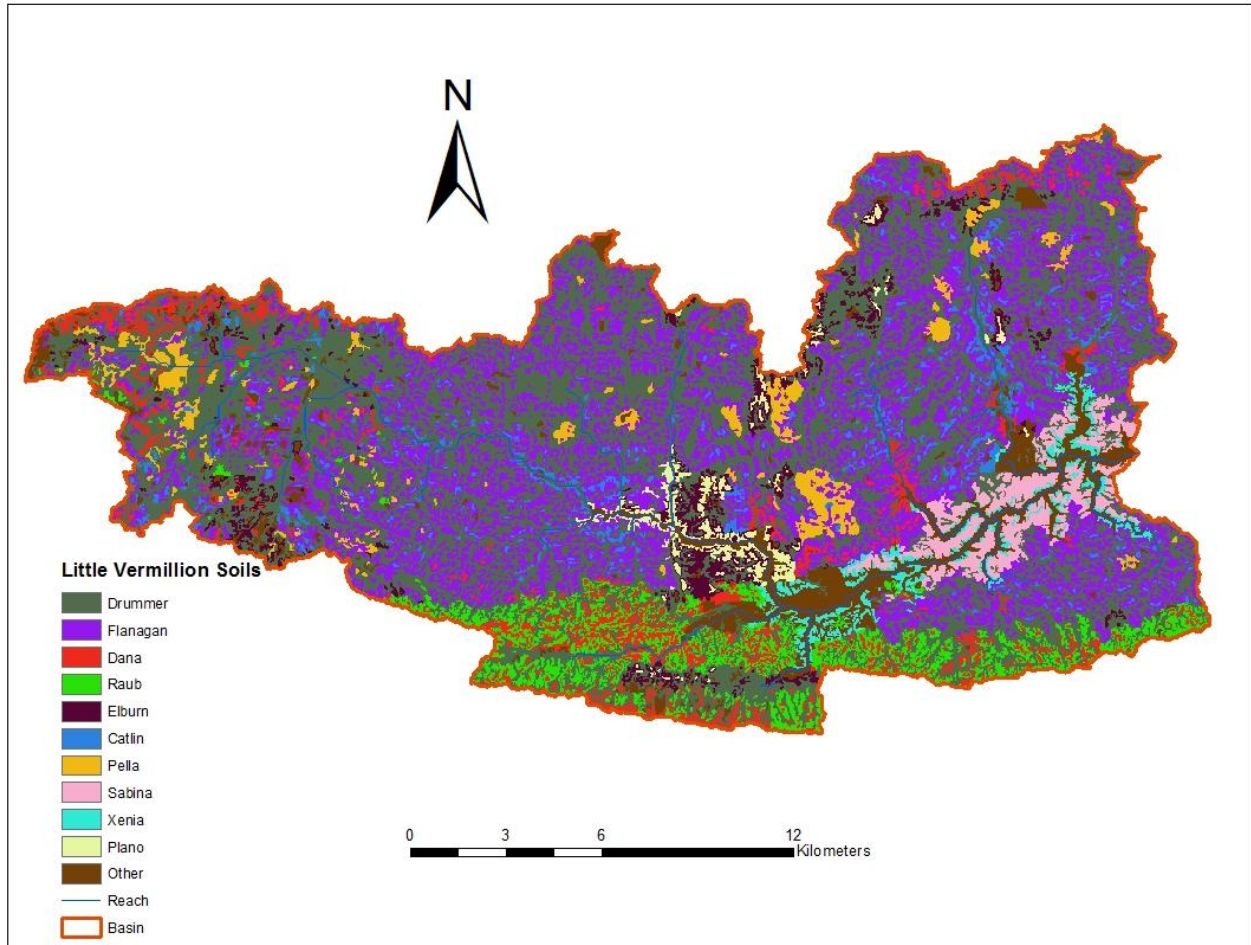 N
Little Vermillion Soils
Drummer
Flanagan
Dana
Raub
Elburn
Catlin
Pella
Sabina
Xenia
Plano
Other
Reach
Basin
0 3 6 12
Kilometers